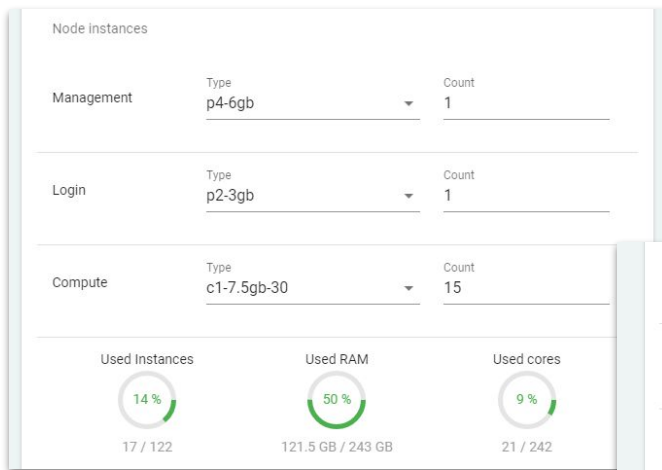 Node instances
Type
Count
Management
p4-6gb
1
Type
Count
Login
p2-3gb
1
Type
Count
Compute
c1-7.5gb-30
15
Used Instances
Used RAM
Used cores
14 %
50 %
9 %
17 / 122
121.5 GB / 243 GB
21 / 242